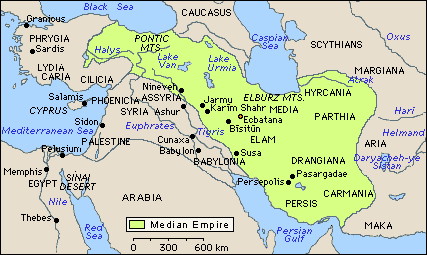 Black Sea
CAUCASUS
Granicus
PHRYGIA
Sardis
LYDIA
CARIA
Halys
PONTIC
MTS.
Lake
Van
Lake
Urmia
Caspian
Sea
SCYTHIANS
Oxus
MARGIANA
Atrak
HYRCANIA
PARTHIA
CILICIA
Nineveh
ASSYRIA
Ashur
SYRIA
Jarmu
Karim Shahr
ELBURZ MTS.
MEDIA
Ecbatana
Bīsitūn
Salamis
CYPRUS
PHOENICIA
Sidon
Mediterranean Sea
PALESTINE
Euphrates
Tigris
Cunaxa
Babylon
BABYLONIA
ELAM
Susa
Hari
ARIA
Helmand
Daryacheh-ye
Sistan
DRANGIANA
Pasargadae
Persepolis
CARMANIA
PERSIS
Pelusium
Memphis
EGYPT
SINAI
DESERT
Nile
Thebes
Red
Sea
ARABIA
Persian
Gulf
MAKA
Median Empire
0 300 600 km